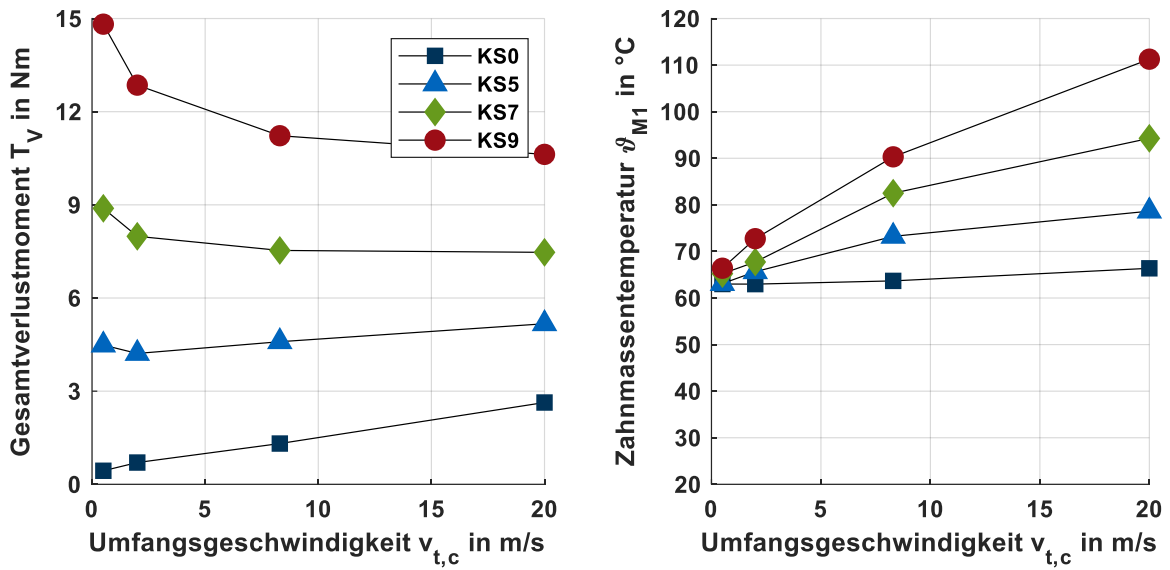 Gesamtverlustmoment T_V in Nm
15
12
9
6
3
0
KS0
KS5
KS7
KS9
0 5 10 15 20
Umfangsgeschwindigkeit v_t,c in m/s
Zahnmassentemperatur ϑ_M1 in °C
120
110
100
90
80
70
60
50
40
30
20
0 5 10 15 20
Umfangsgeschwindigkeit v_t,c in m/s